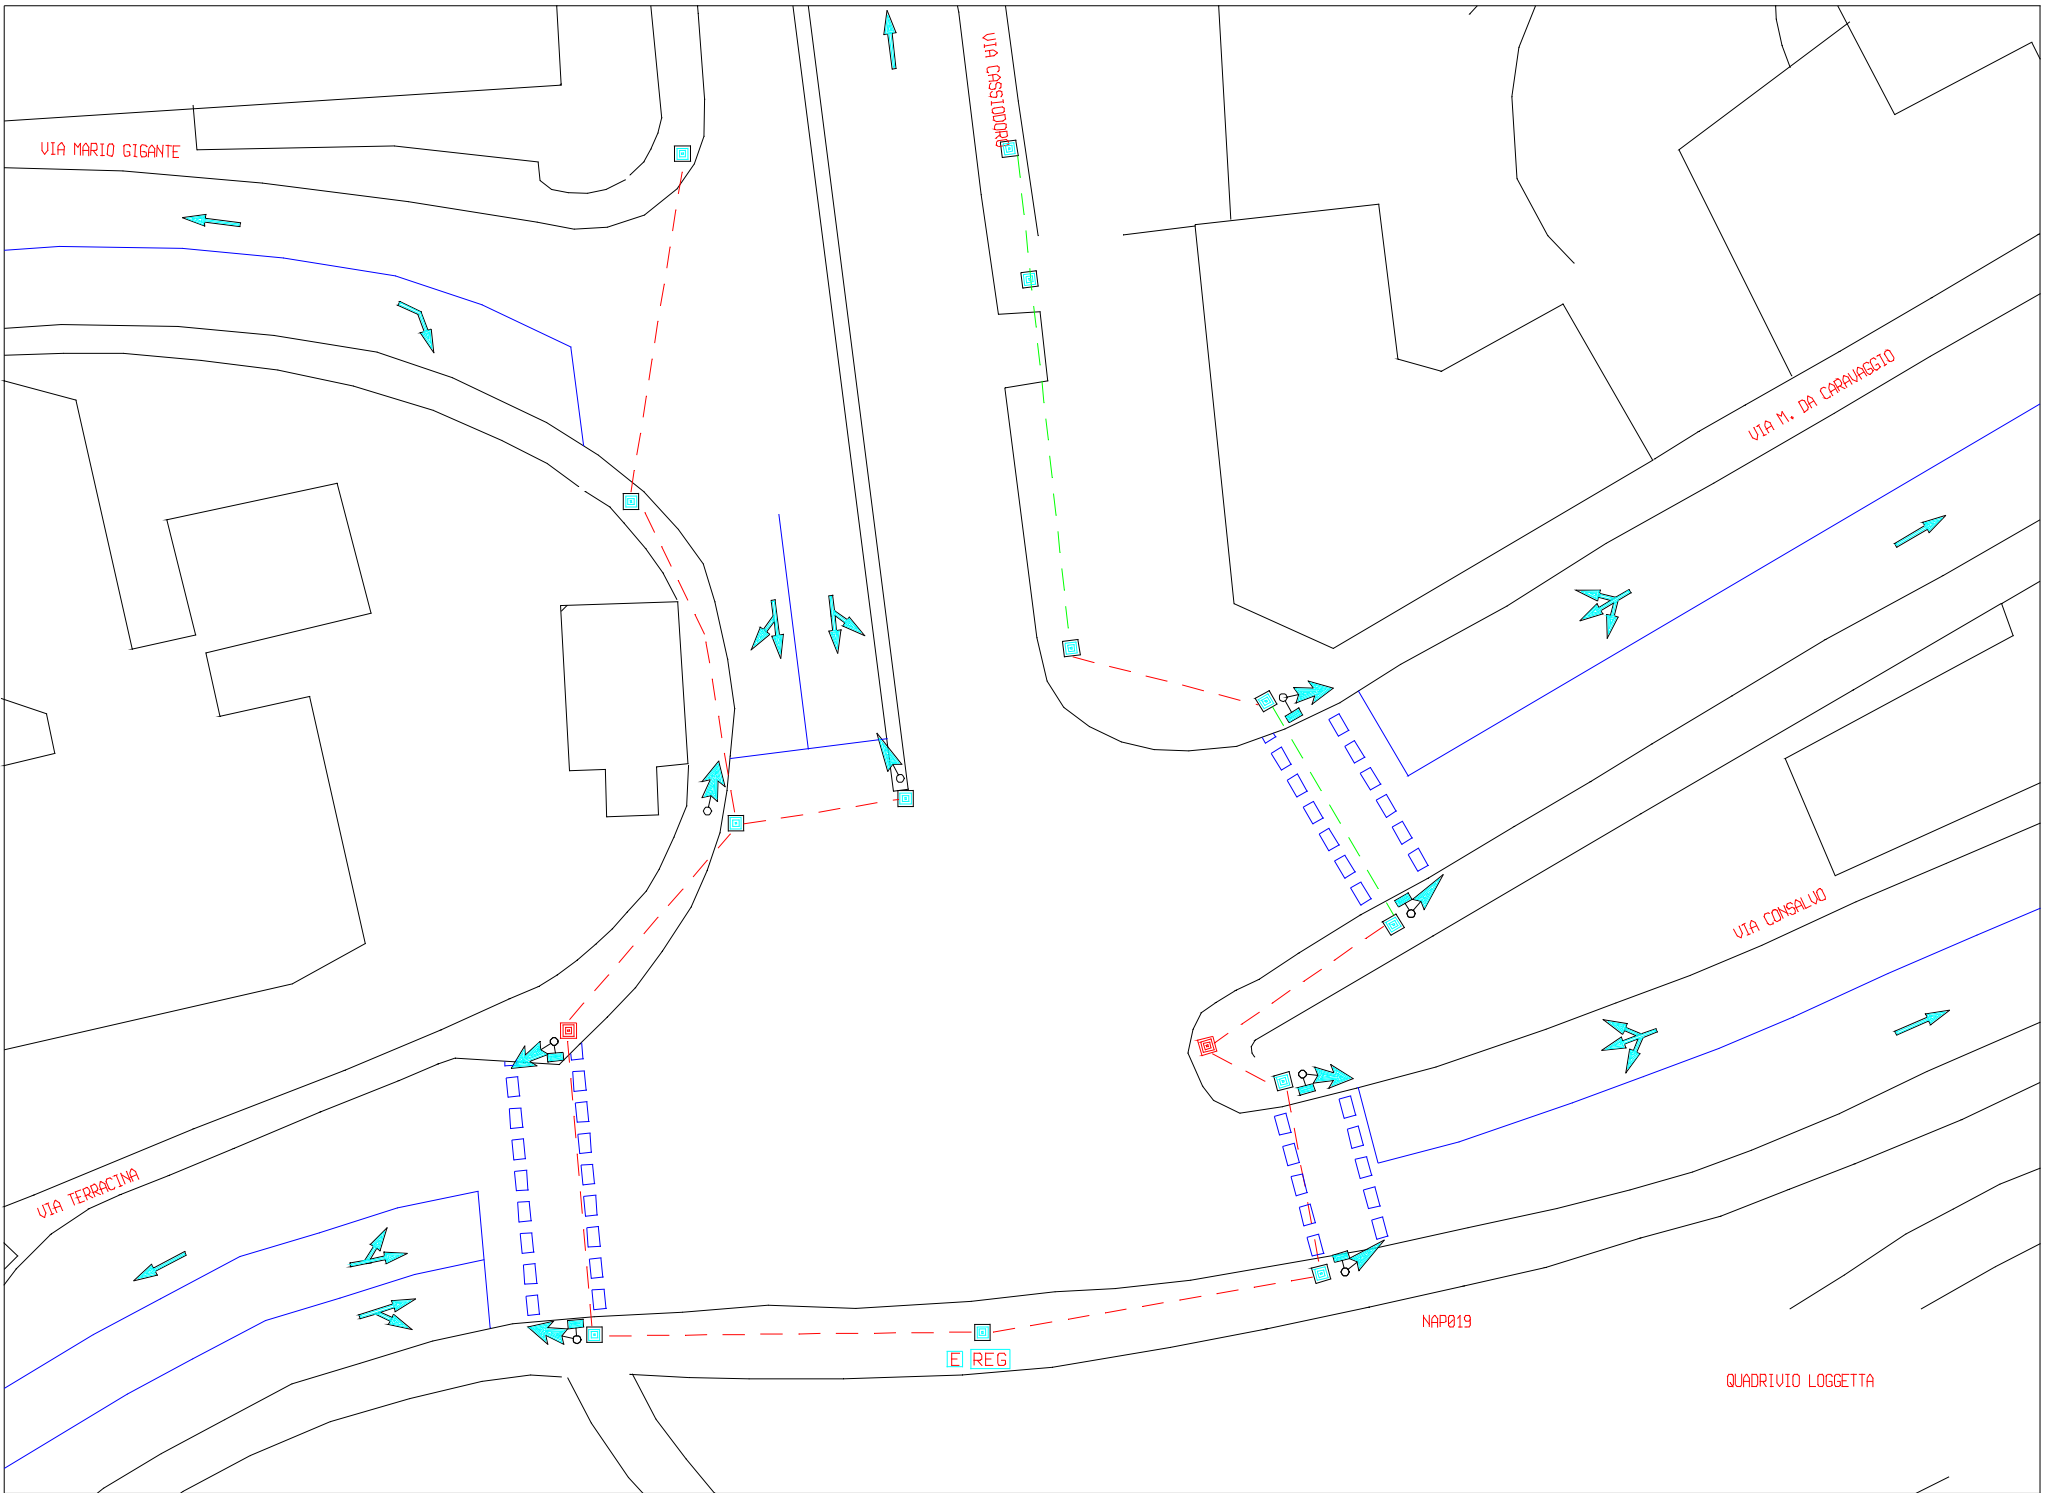 VIA CASSIODORO
VIA MARIO GIGANTE
VIA M. DA CARAVAGGIO
VIA CONSALVO
VIA TERRACINA
NAP019
E REG
QUADRIVIO LOGGETTA